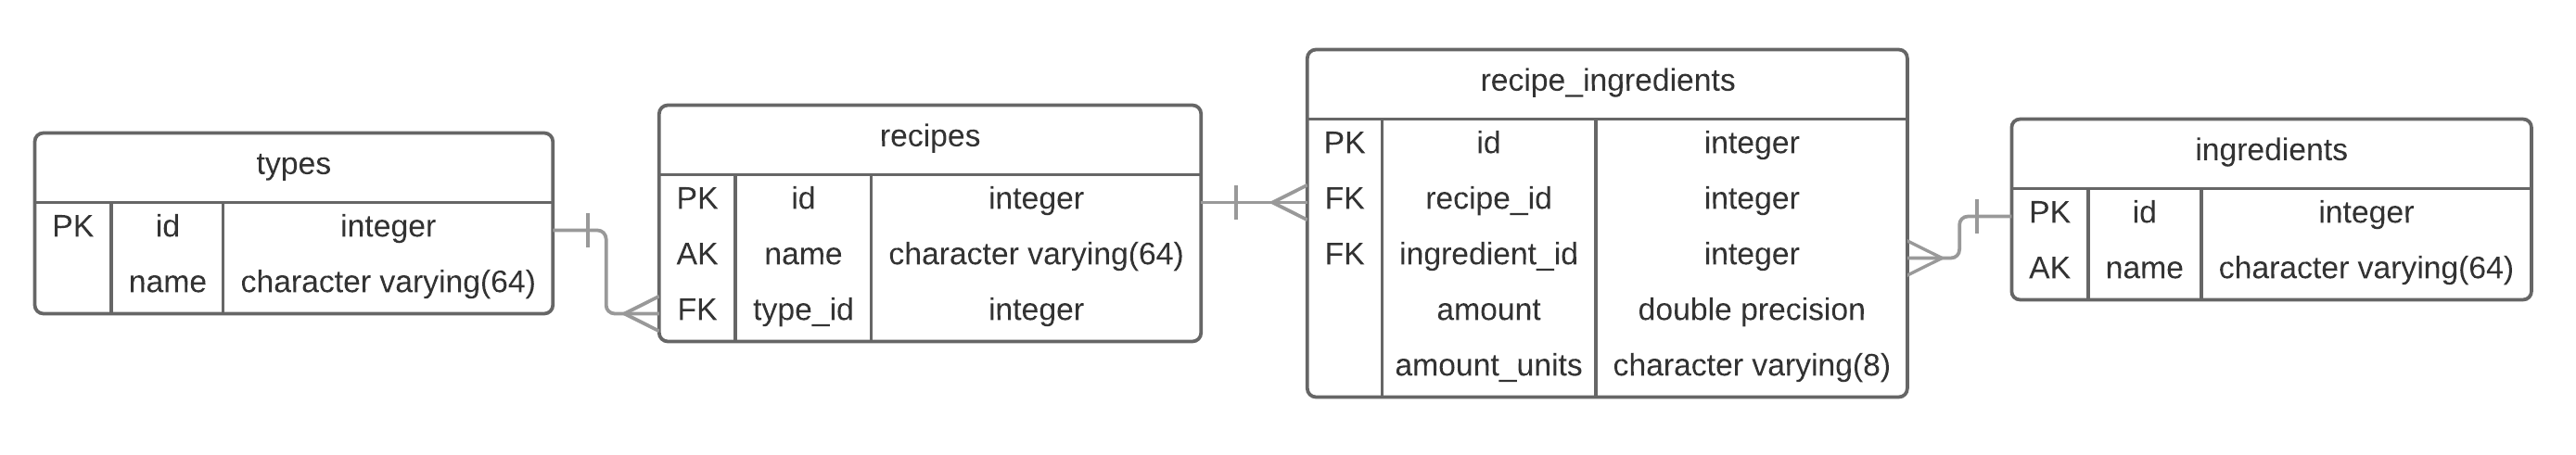 types
PK id integer
name character varying(64)
recipes
PK id integer
AK name character varying(64)
FK type_id integer
recipe_ingredients
PK id integer
FK recipe_id integer
FK ingredient_id integer
amount double precision
amount_units character varying(8)
ingredients
PK id integer
AK name character varying(64)